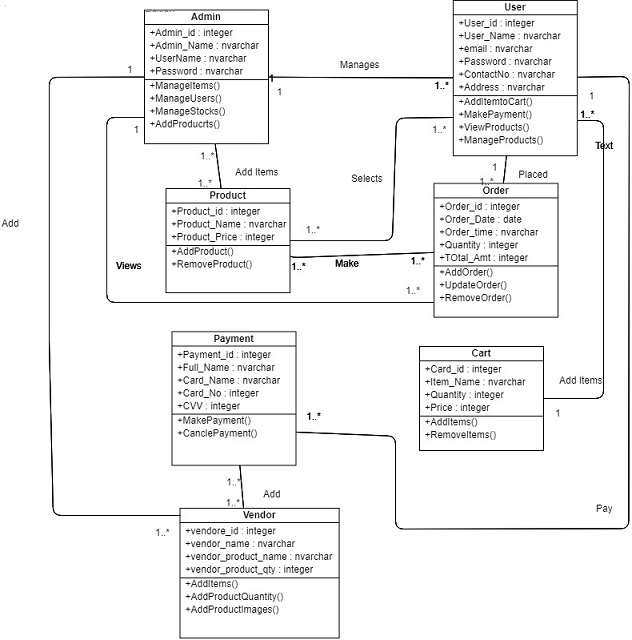 Admin
+Admin_id : integer
+Admin_Name : nvarchar
+UserName : nvarchar
+Password : nvarchar
+ManageItems()
+ManageUsers()
+ManageStocks()
+AddProducrts()
User
+User_id : integer
+User_Name : nvarchar
+email : nvarchar
+Password : nvarchar
+ContactNo : nvarchar
+Address : nvarchar
+AddItemtoCart()
+MakePayment()
+ViewProducts()
+ManageProducts()
Manages
1
1
1
1..*
1..*
1
1..*
Text
1
1..*
Add Items
1..*
Selects
1
Placed
1..*
Product
+Product_id : integer
+Product_Name : nvarchar
+Product_Price : integer
+AddProduct()
+RemoveProduct()
Order
+Order_id : integer
+Order_Date : date
+Order_time : nvarchar
+Quantity : integer
+TOtal_Amt : integer
+AddOrder()
+UpdateOrder()
+RemoveOrder()
Add
1..*
1..*
Make
1..*
Views
1..*
Payment
+Payment_id : integer
+Full_Name : nvarchar
+Card_Name : nvarchar
+Card_No : integer
+CVV : integer
+MakePayment()
+CanclePayment()
Cart
+Card_id : integer
+Item_Name : nvarchar
+Quantity : integer
+Price : integer
+AddItems()
+RemoveItems()
Add Items
1
1..*
1..*
Add
1..*
Pay
1..*
Vendor
+vendore_id : integer
+vendor_name : nvarchar
+vendor_product_name : nvarchar
+vendor_product_qty : integer
+AddItems()
+AddProductQuantity()
+AddProductImages()